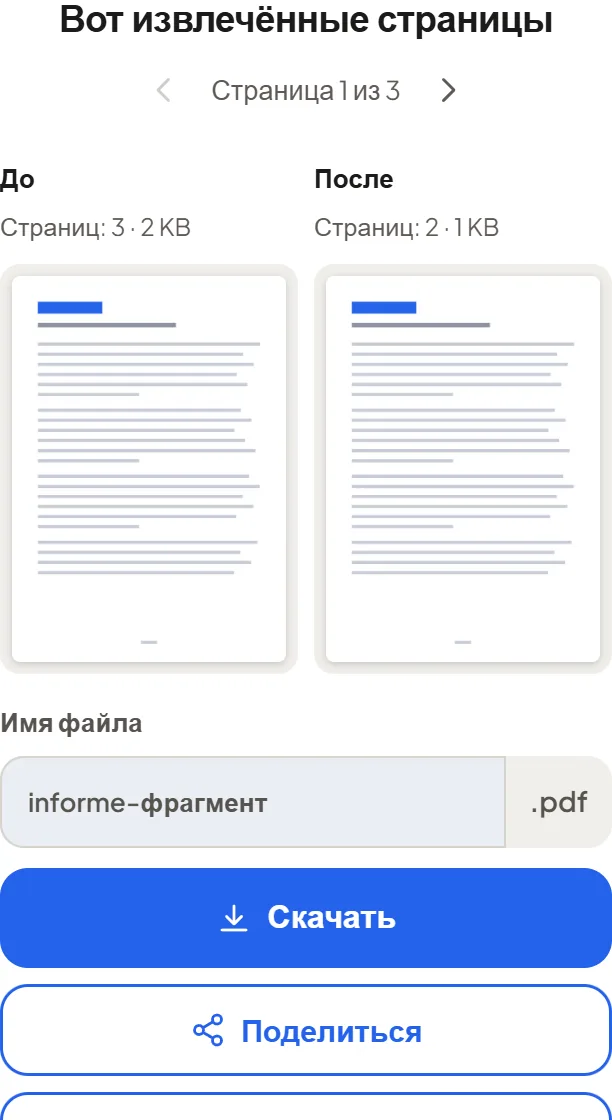 Вот извлечённые страницы
Страница 1 из 3
До
После
Страниц: 3 · 2 KB
Страниц: 2 · 1 KB
Имя файла
informe-фрагмент
.pdf
Скачать
Поделиться